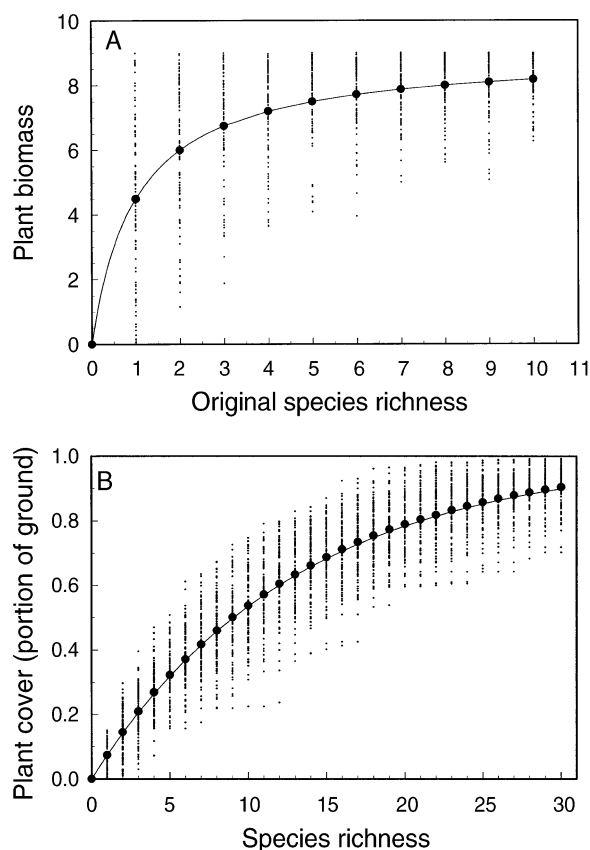 A
10
8
6
4
2
0
Plant biomass
0 1 2 3 4 5 6 7 8 9 10 11
Original species richness
B
1.0
0.8
0.6
0.4
0.2
0.0
Plant cover (portion of ground)
0 5 10 15 20 25 30
Species richness